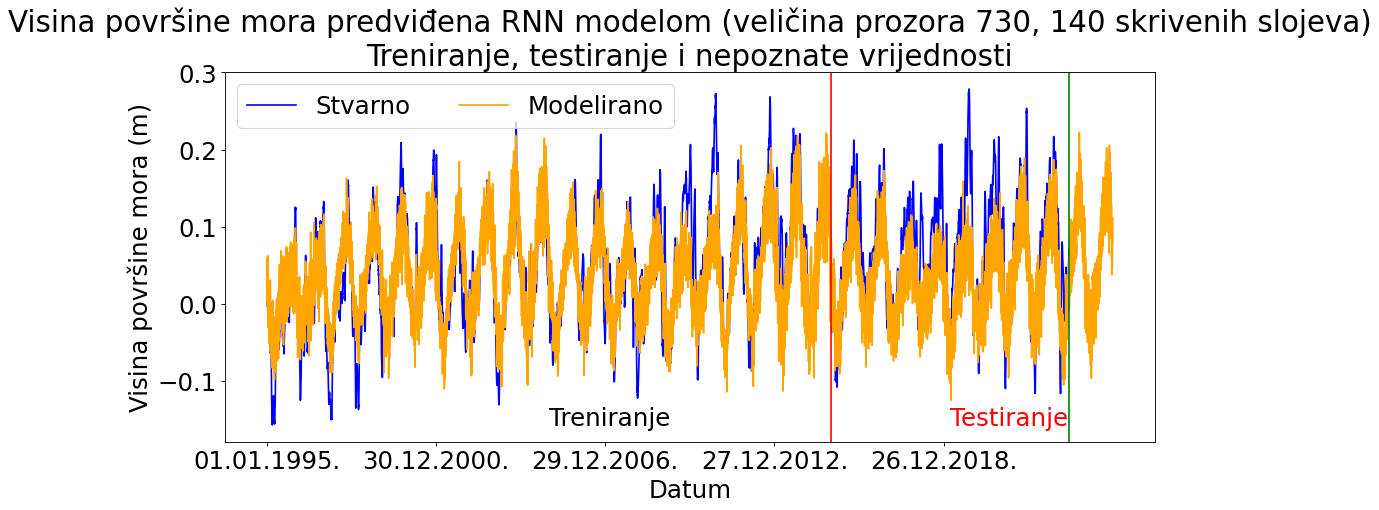 Visina površine mora predviđena RNN modelom (veličina prozora 730, 140 skrivenih slojeva)
Treniranje, testiranje i nepoznate vrijednosti
Stvarno
Modelirano
Visina površine mora (m)
0.3
0.2
0.1
0.0
−0.1
Treniranje
Testiranje
01.01.1995.
30.12.2000.
29.12.2006.
27.12.2012.
26.12.2018.
Datum